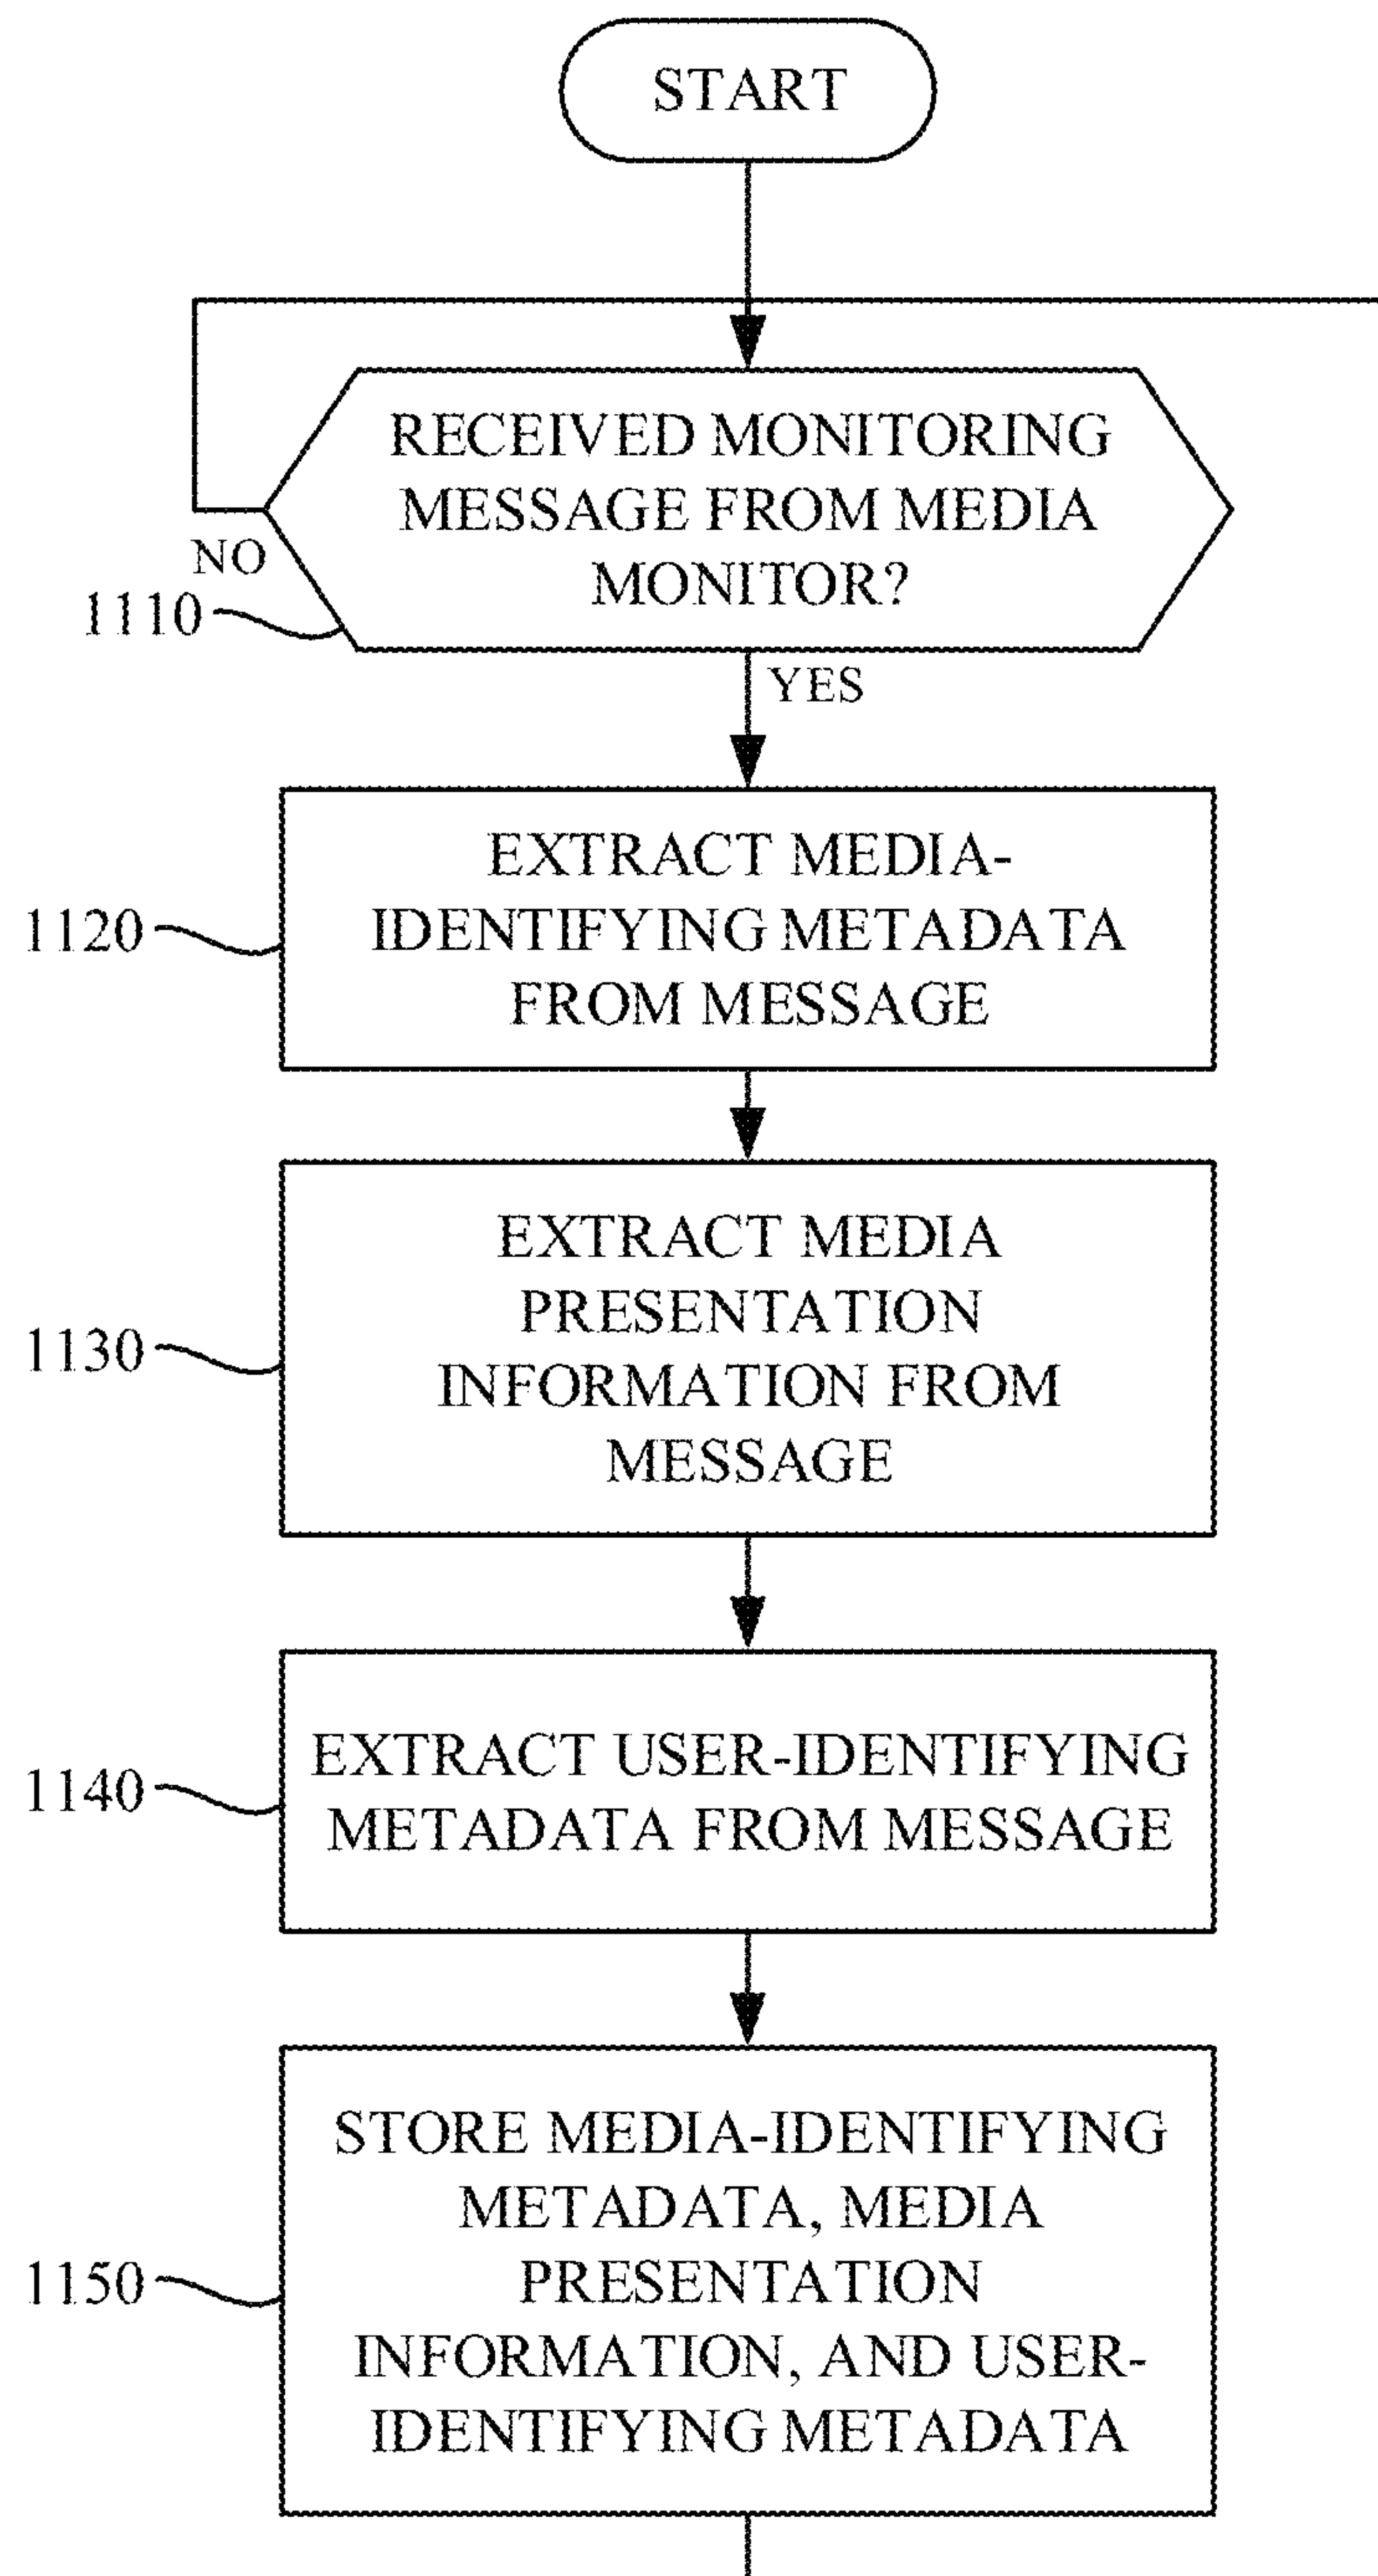 START
RECEIVED MONITORING
MESSAGE FROM MEDIA
MONITOR?
NO
1110
YES
EXTRACT MEDIA-
IDENTIFYING METADATA
FROM MESSAGE
1120
EXTRACT MEDIA
PRESENTATION
INFORMATION FROM
MESSAGE
1130
EXTRACT USER-IDENTIFYING
METADATA FROM MESSAGE
1140
STORE MEDIA-IDENTIFYING
METADATA, MEDIA
PRESENTATION
INFORMATION, AND USER-
IDENTIFYING METADATA
1150